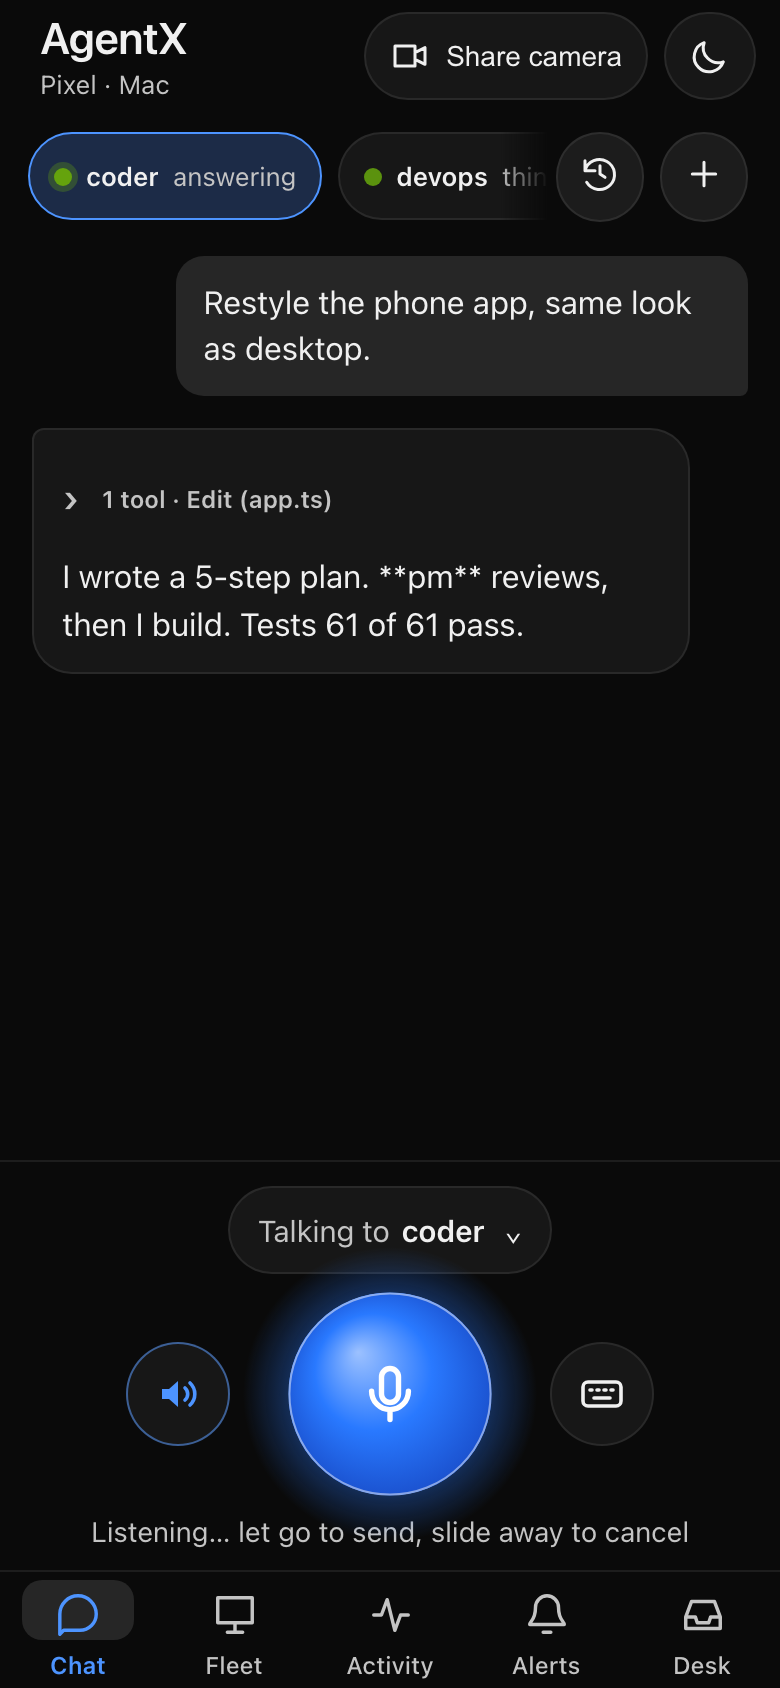 AgentX
Share camera
Pixel · Mac
coder answering
devops thin
Restyle the phone app, same look
as desktop.
1 tool · Edit (app.ts)
I wrote a 5-step plan. **pm** reviews,
then I build. Tests 61 of 61 pass.
Talking to coder
Listening... let go to send, slide away to cancel
Chat
Fleet
Activity
Alerts
Desk